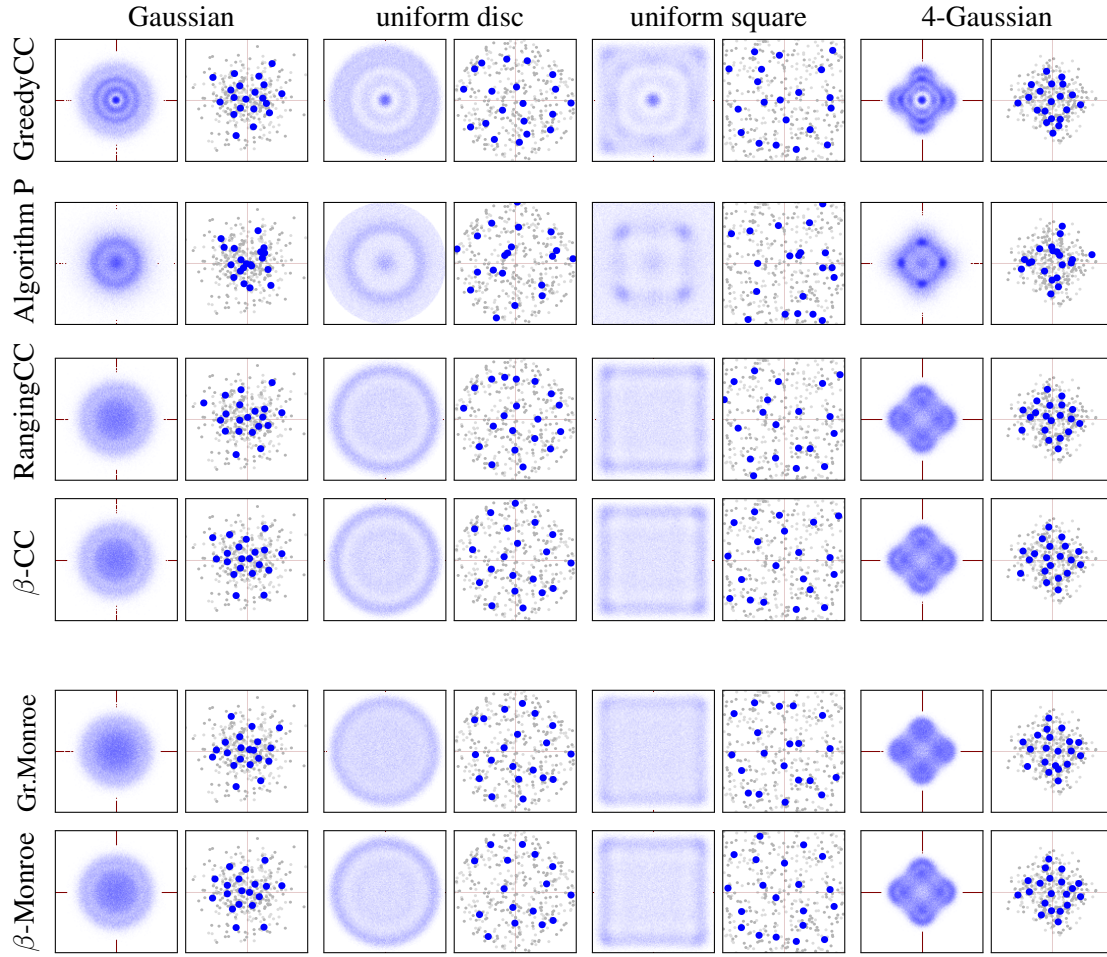 Gaussian uniform disc uniform square 4-Gaussian
GreedyCC
Algorithm P
RangingCC
β-CC
Gr.Monroe
β-Monroe